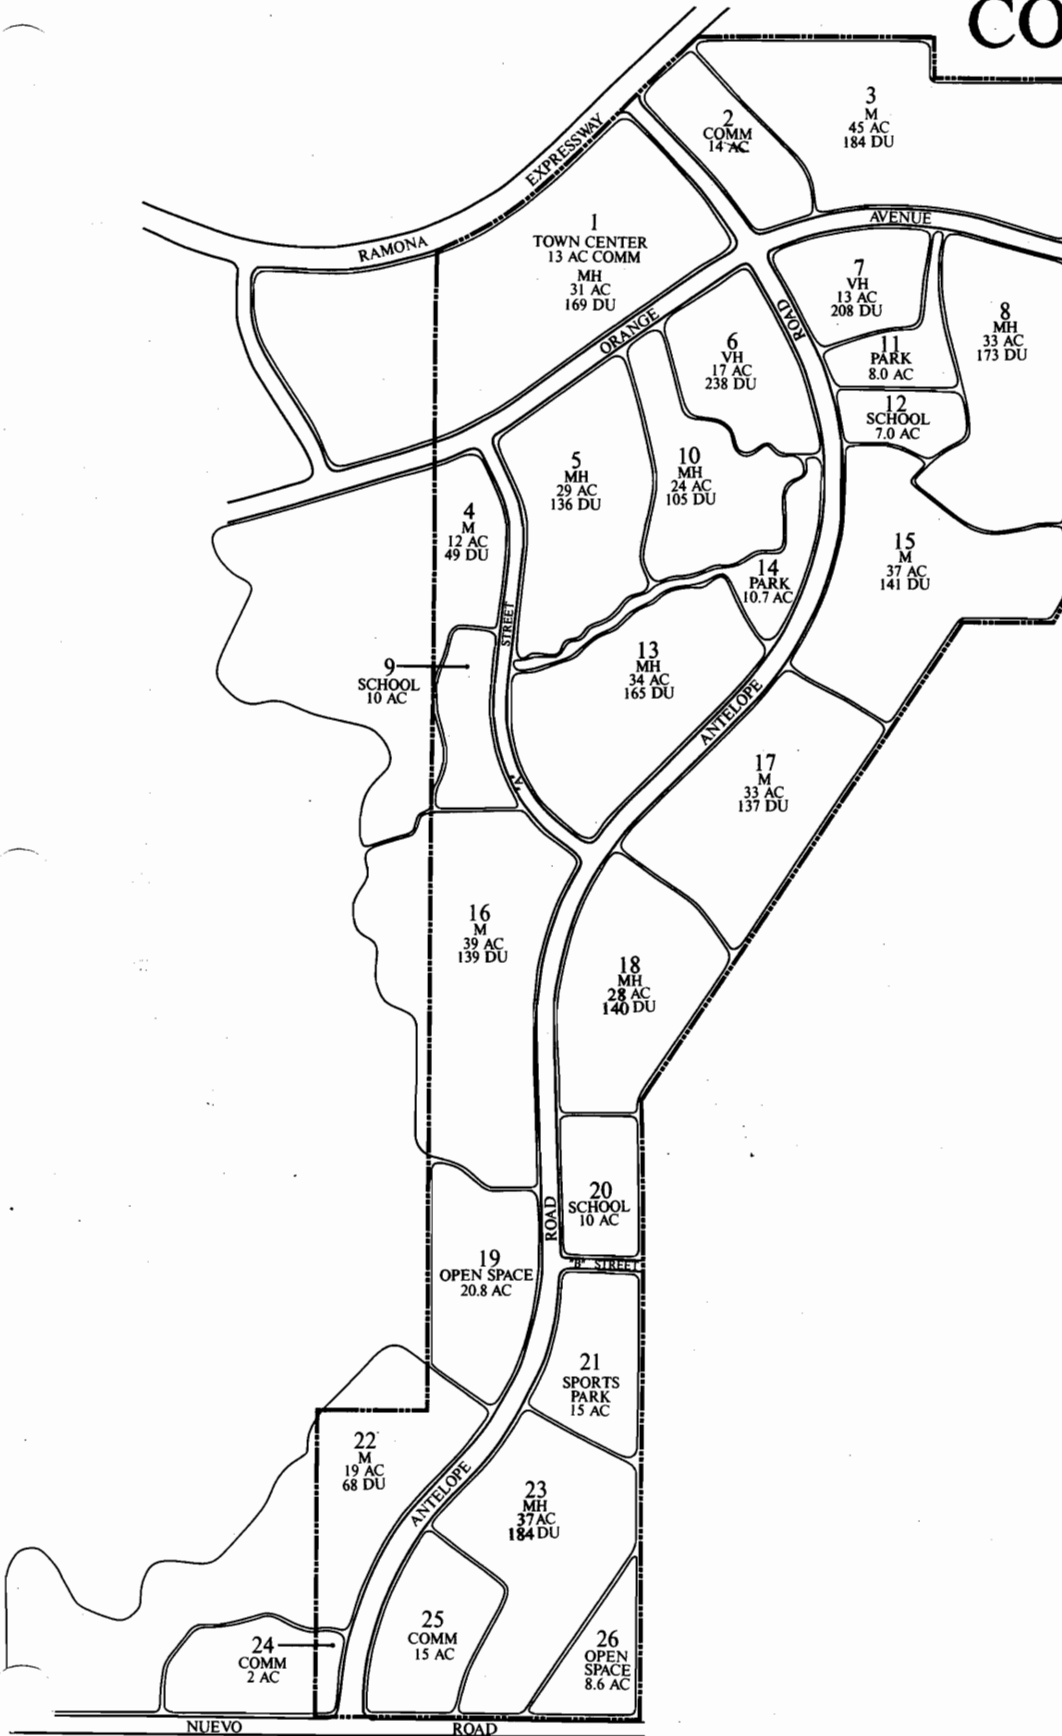 CO
3
M
45 AC
184 DU
2
COMM
14 AC
RAMONA EXPRESSWAY
AVENUE
1
TOWN CENTER
13 AC COMM
MH
31 AC
169 DU
7
VH
13 AC
208 DU
8
MH
33 AC
173 DU
ORANGE
ROAD
6
VH
17 AC
238 DU
11
PARK
8.0 AC
12
SCHOOL
7.0 AC
5
MH
29 AC
136 DU
10
MH
24 AC
105 DU
4
M
12 AC
49 DU
15
M
37 AC
141 DU
14
PARK
10.7 AC
STREET
9
SCHOOL
10 AC
13
MH
34 AC
165 DU
ANTELOPE
"A"
17
M
33 AC
137 DU
16
M
39 AC
139 DU
18
MH
28 AC
140 DU
20
SCHOOL
10 AC
ROAD
"B" STREET
19
OPEN SPACE
20.8 AC
21
SPORTS
PARK
15 AC
22
M
19 AC
68 DU
ANTELOPE
23
MH
37 AC
184 DU
25
COMM
15 AC
24
COMM
2 AC
26
OPEN
SPACE
8.6 AC
NUEVO ROAD